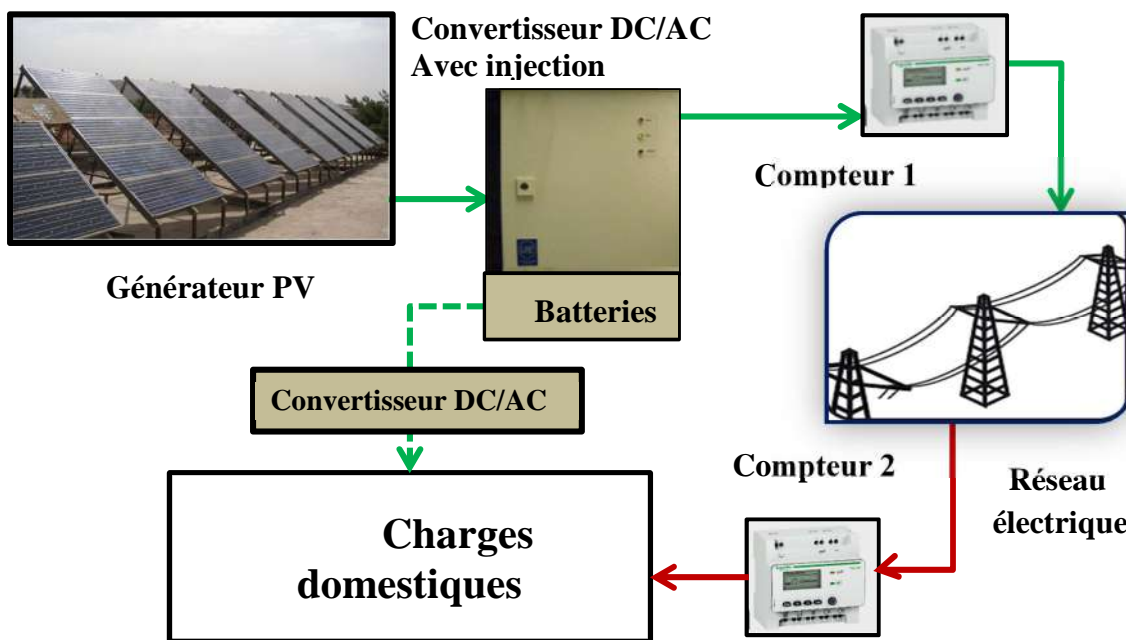 Convertisseur DC/AC
Avec injection
Compteur 1
Générateur PV
Batteries
Convertisseur DC/AC
Compteur 2
Réseau
électrique
Charges
domestiques